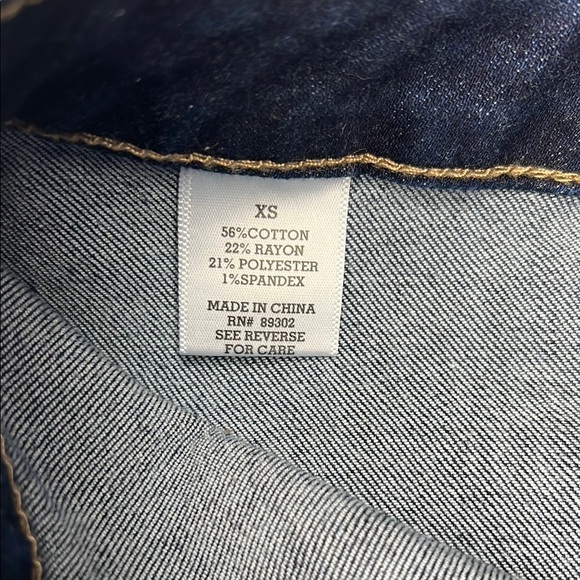 XS
56%COTTON
22% RAYON
21% POLYESTER
1%SPANDEX
MADE IN CHINA
RN# 89302
SEE REVERSE
FOR CARE